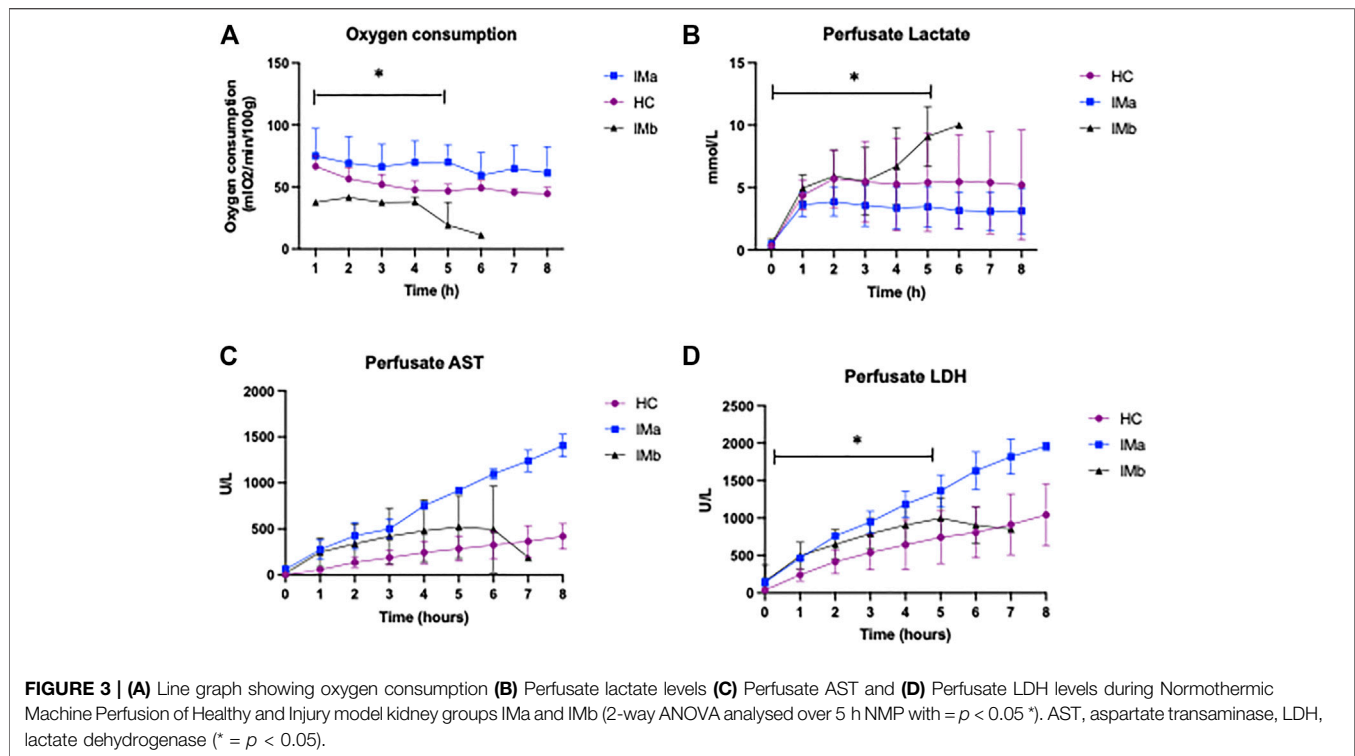 A
Oxygen consumption
Oxygen consumption
(mlO2/min/100g)
150
100
50
0
*
1 2 3 4 5 6 7 8
Time (h)
IMa
HC
IMb
B
Perfusate Lactate
mmol/L
15
10
5
0
*
0 1 2 3 4 5 6 7 8
Time (h)
HC
IMa
IMb
C
Perfusate AST
U/L
2000
1500
1000
500
0
0 1 2 3 4 5 6 7 8
Time (hours)
HC
IMa
IMb
D
Perfusate LDH
U/L
2500
2000
1500
1000
500
0
*
0 1 2 3 4 5 6 7 8
Time (hours)
HC
IMa
IMb
FIGURE 3 | (A) Line graph showing oxygen consumption (B) Perfusate lactate levels (C) Perfusate AST and (D) Perfusate LDH levels during Normothermic
Machine Perfusion of Healthy and Injury model kidney groups IMa and IMb (2-way ANOVA analysed over 5 h NMP with = p < 0.05 *). AST, aspartate transaminase, LDH,
lactate dehydrogenase (* = p < 0.05).